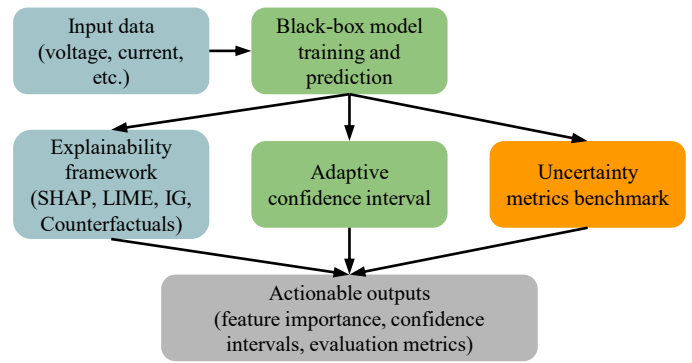 Input data
(voltage, current,
etc.)
Black-box model
training and
prediction
Explainability
framework
(SHAP, LIME, IG,
Counterfactuals)
Adaptive
confidence interval
Uncertainty
metrics benchmark
Actionable outputs
(feature importance, confidence
intervals, evaluation metrics)